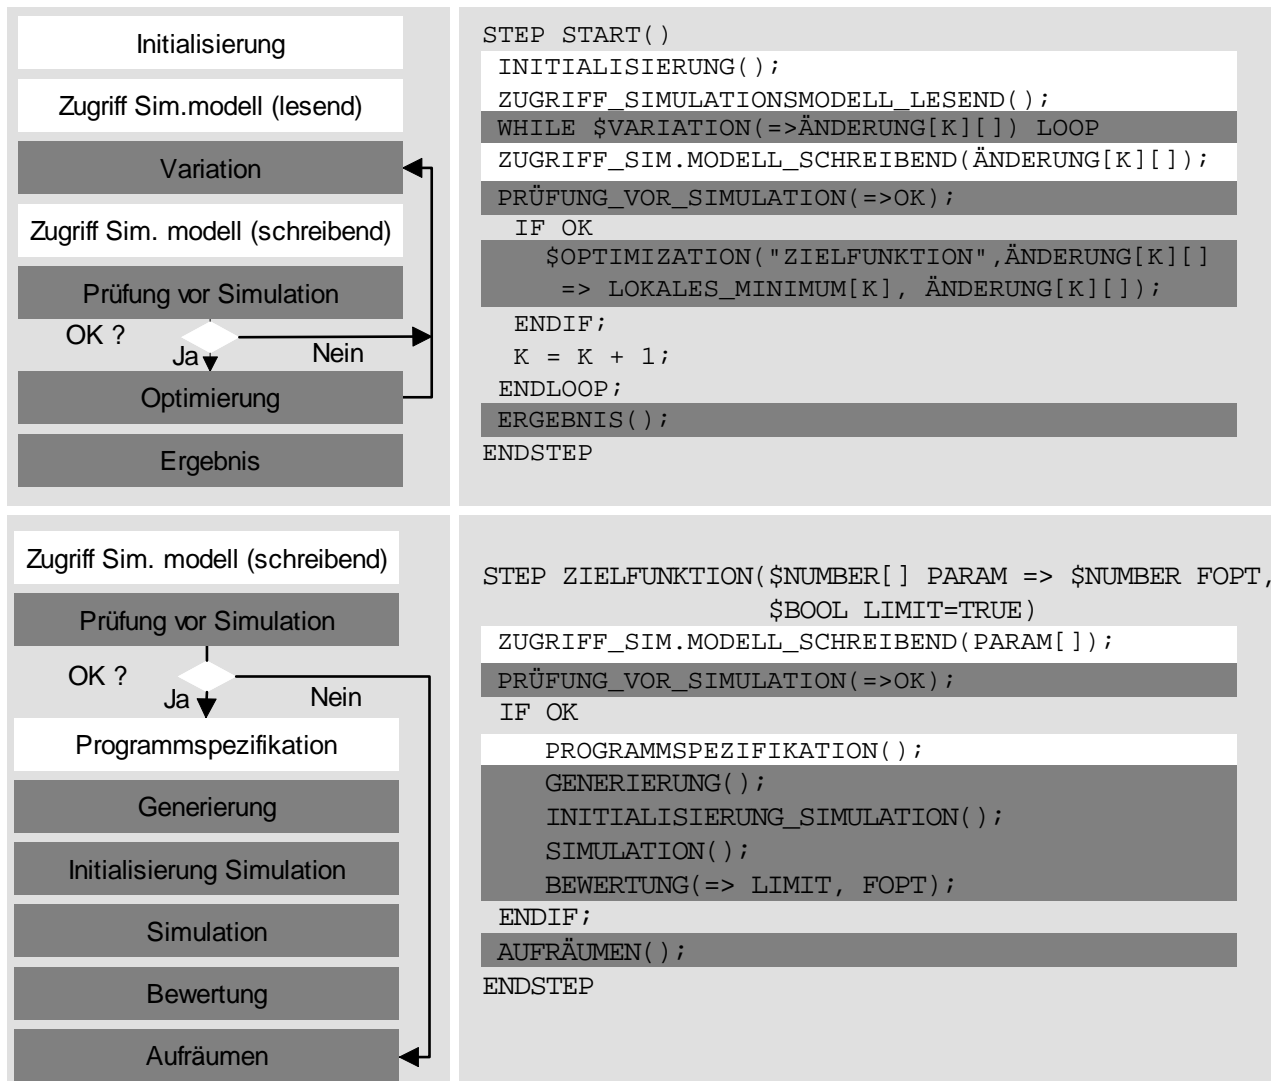 Initialisierung
Zugriff Sim.modell (lesend)
Variation
Zugriff Sim. modell (schreibend)
Prüfung vor Simulation
OK ?
Ja
Nein
Optimierung
Ergebnis
STEP START()
INITIALISIERUNG();
ZUGRIFF_SIMULATIONSMODELL_LESEND();
WHILE $VARIATION(=>ÄNDERUNG[K][]) LOOP
ZUGRIFF_SIM.MODELL_SCHREIBEND(ÄNDERUNG[K][]);
PRÜFUNG_VOR_SIMULATION(=>OK);
IF OK
$OPTIMIZATION("ZIELFUNKTION",ÄNDERUNG[K][]
=> LOKALES_MINIMUM[K], ÄNDERUNG[K][]);
ENDIF;
K = K + 1;
ENDLOOP;
ERGEBNIS();
ENDSTEP
Zugriff Sim. modell (schreibend)
Prüfung vor Simulation
OK ?
Ja
Nein
Programmspezifikation
Generierung
Initialisierung Simulation
Simulation
Bewertung
Aufräumen
STEP ZIELFUNKTION($NUMBER[] PARAM => $NUMBER FOPT,
$BOOL LIMIT=TRUE)
ZUGRIFF_SIM.MODELL_SCHREIBEND(PARAM[]);
PRÜFUNG_VOR_SIMULATION(=>OK);
IF OK
PROGRAMMSPEZIFIKATION();
GENERIERUNG();
INITIALISIERUNG_SIMULATION();
SIMULATION();
BEWERTUNG(=> LIMIT, FOPT);
ENDIF;
AUFRÄUMEN();
ENDSTEP